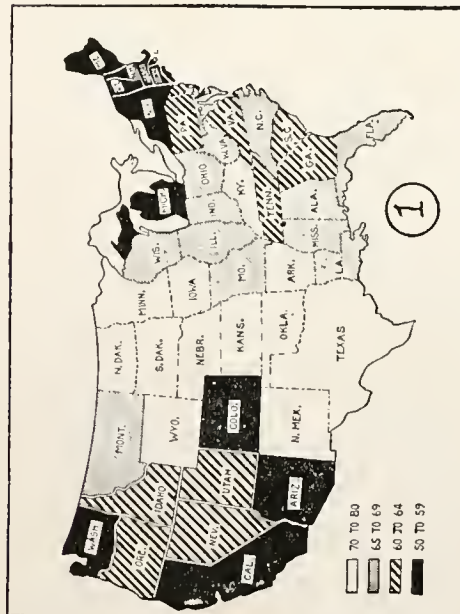 WASH.
MONT.
N. DAK.
MINN.
ORE.
IDAHO
WYO.
S. DAK.
WIS.
MICH.
NEV.
UTAH
COLO.
NEBR.
IOWA
ILL.
IND.
OHIO
PA.
CAL.
ARIZ.
N. MEX.
KANS.
MO.
KY.
W.VA.
VA.
OKLA.
ARK.
TENN.
N.C.
S.C.
TEXAS
LA.
MISS.
ALA.
GA.
FLA.
70 TO 80
65 TO 69
60 TO 64
50 TO 59
1